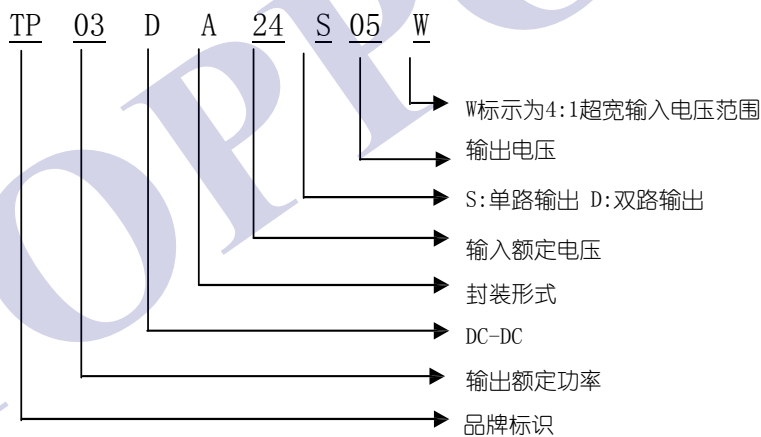 TP 03 D A 24 S 05 W
W标示为4:1超宽输入电压范围
输出电压
S:单路输出 D:双路输出
输入额定电压
封装形式
DC-DC
输出额定功率
品牌标识